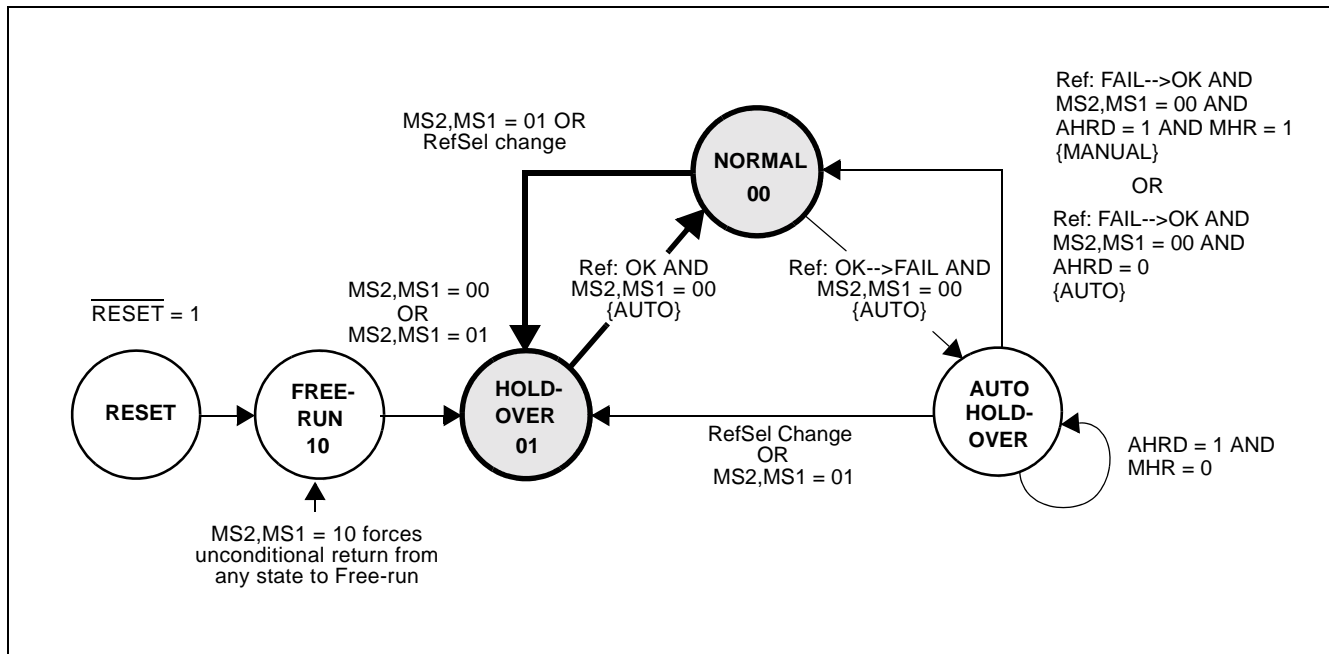 Ref: FAIL-->OK AND
MS2,MS1 = 00 AND
AHRD = 1 AND MHR = 1
{MANUAL}
OR
Ref: FAIL-->OK AND
MS2,MS1 = 00 AND
AHRD = 0
{AUTO}
MS2,MS1 = 01 OR
RefSel change
NORMAL
00
Ref: OK AND
MS2,MS1 = 00
{AUTO}
Ref: OK-->FAIL AND
MS2,MS1 = 00
{AUTO}
MS2,MS1 = 00
OR
MS2,MS1 = 01
RESET = 1
RESET
FREE-
RUN
10
HOLD-
OVER
01
AUTO
HOLD-
OVER
RefSel Change
OR
MS2,MS1 = 01
AHRD = 1 AND
MHR = 0
MS2,MS1 = 10 forces
unconditional return from
any state to Free-run